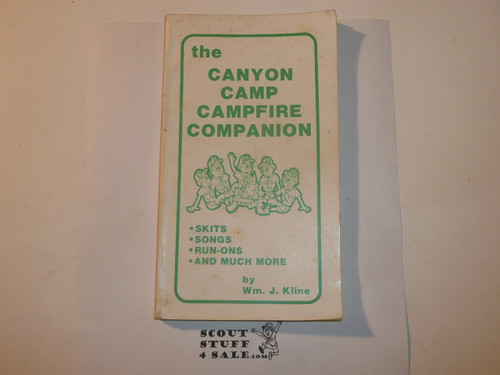 the
CANYON
CAMP
CAMPFIRE
COMPANION
•SKITS
•SONGS
•RUN-ONS
•AND MUCH MORE
by
Wm. J. Kline
SCOUT
STUFF
4 SALE.com